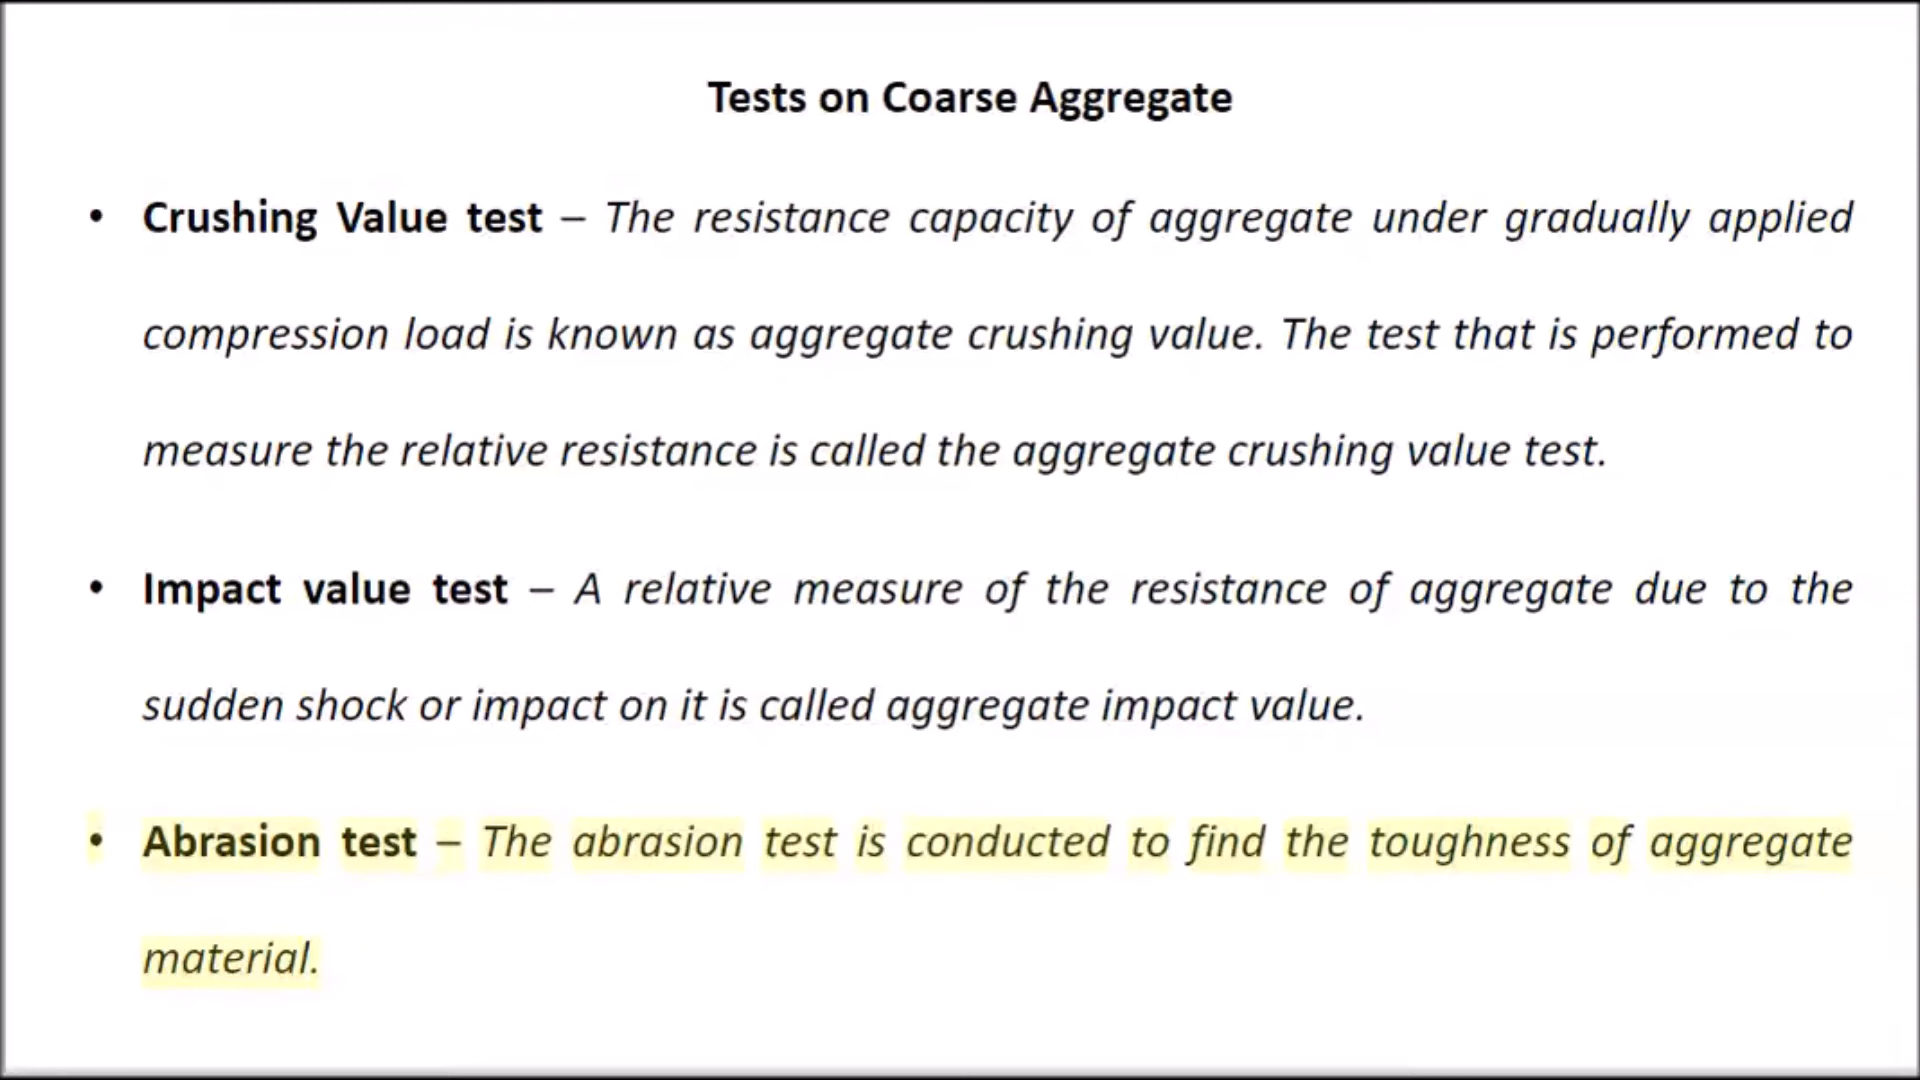 Tests on Coarse Aggregate
• Crushing Value test – The resistance capacity of aggregate under gradually applied
compression load is known as aggregate crushing value. The test that is performed to
measure the relative resistance is called the aggregate crushing value test.
• Impact value test – A relative measure of the resistance of aggregate due to the
sudden shock or impact on it is called aggregate impact value.
• Abrasion test – The abrasion test is conducted to find the toughness of aggregate
material.